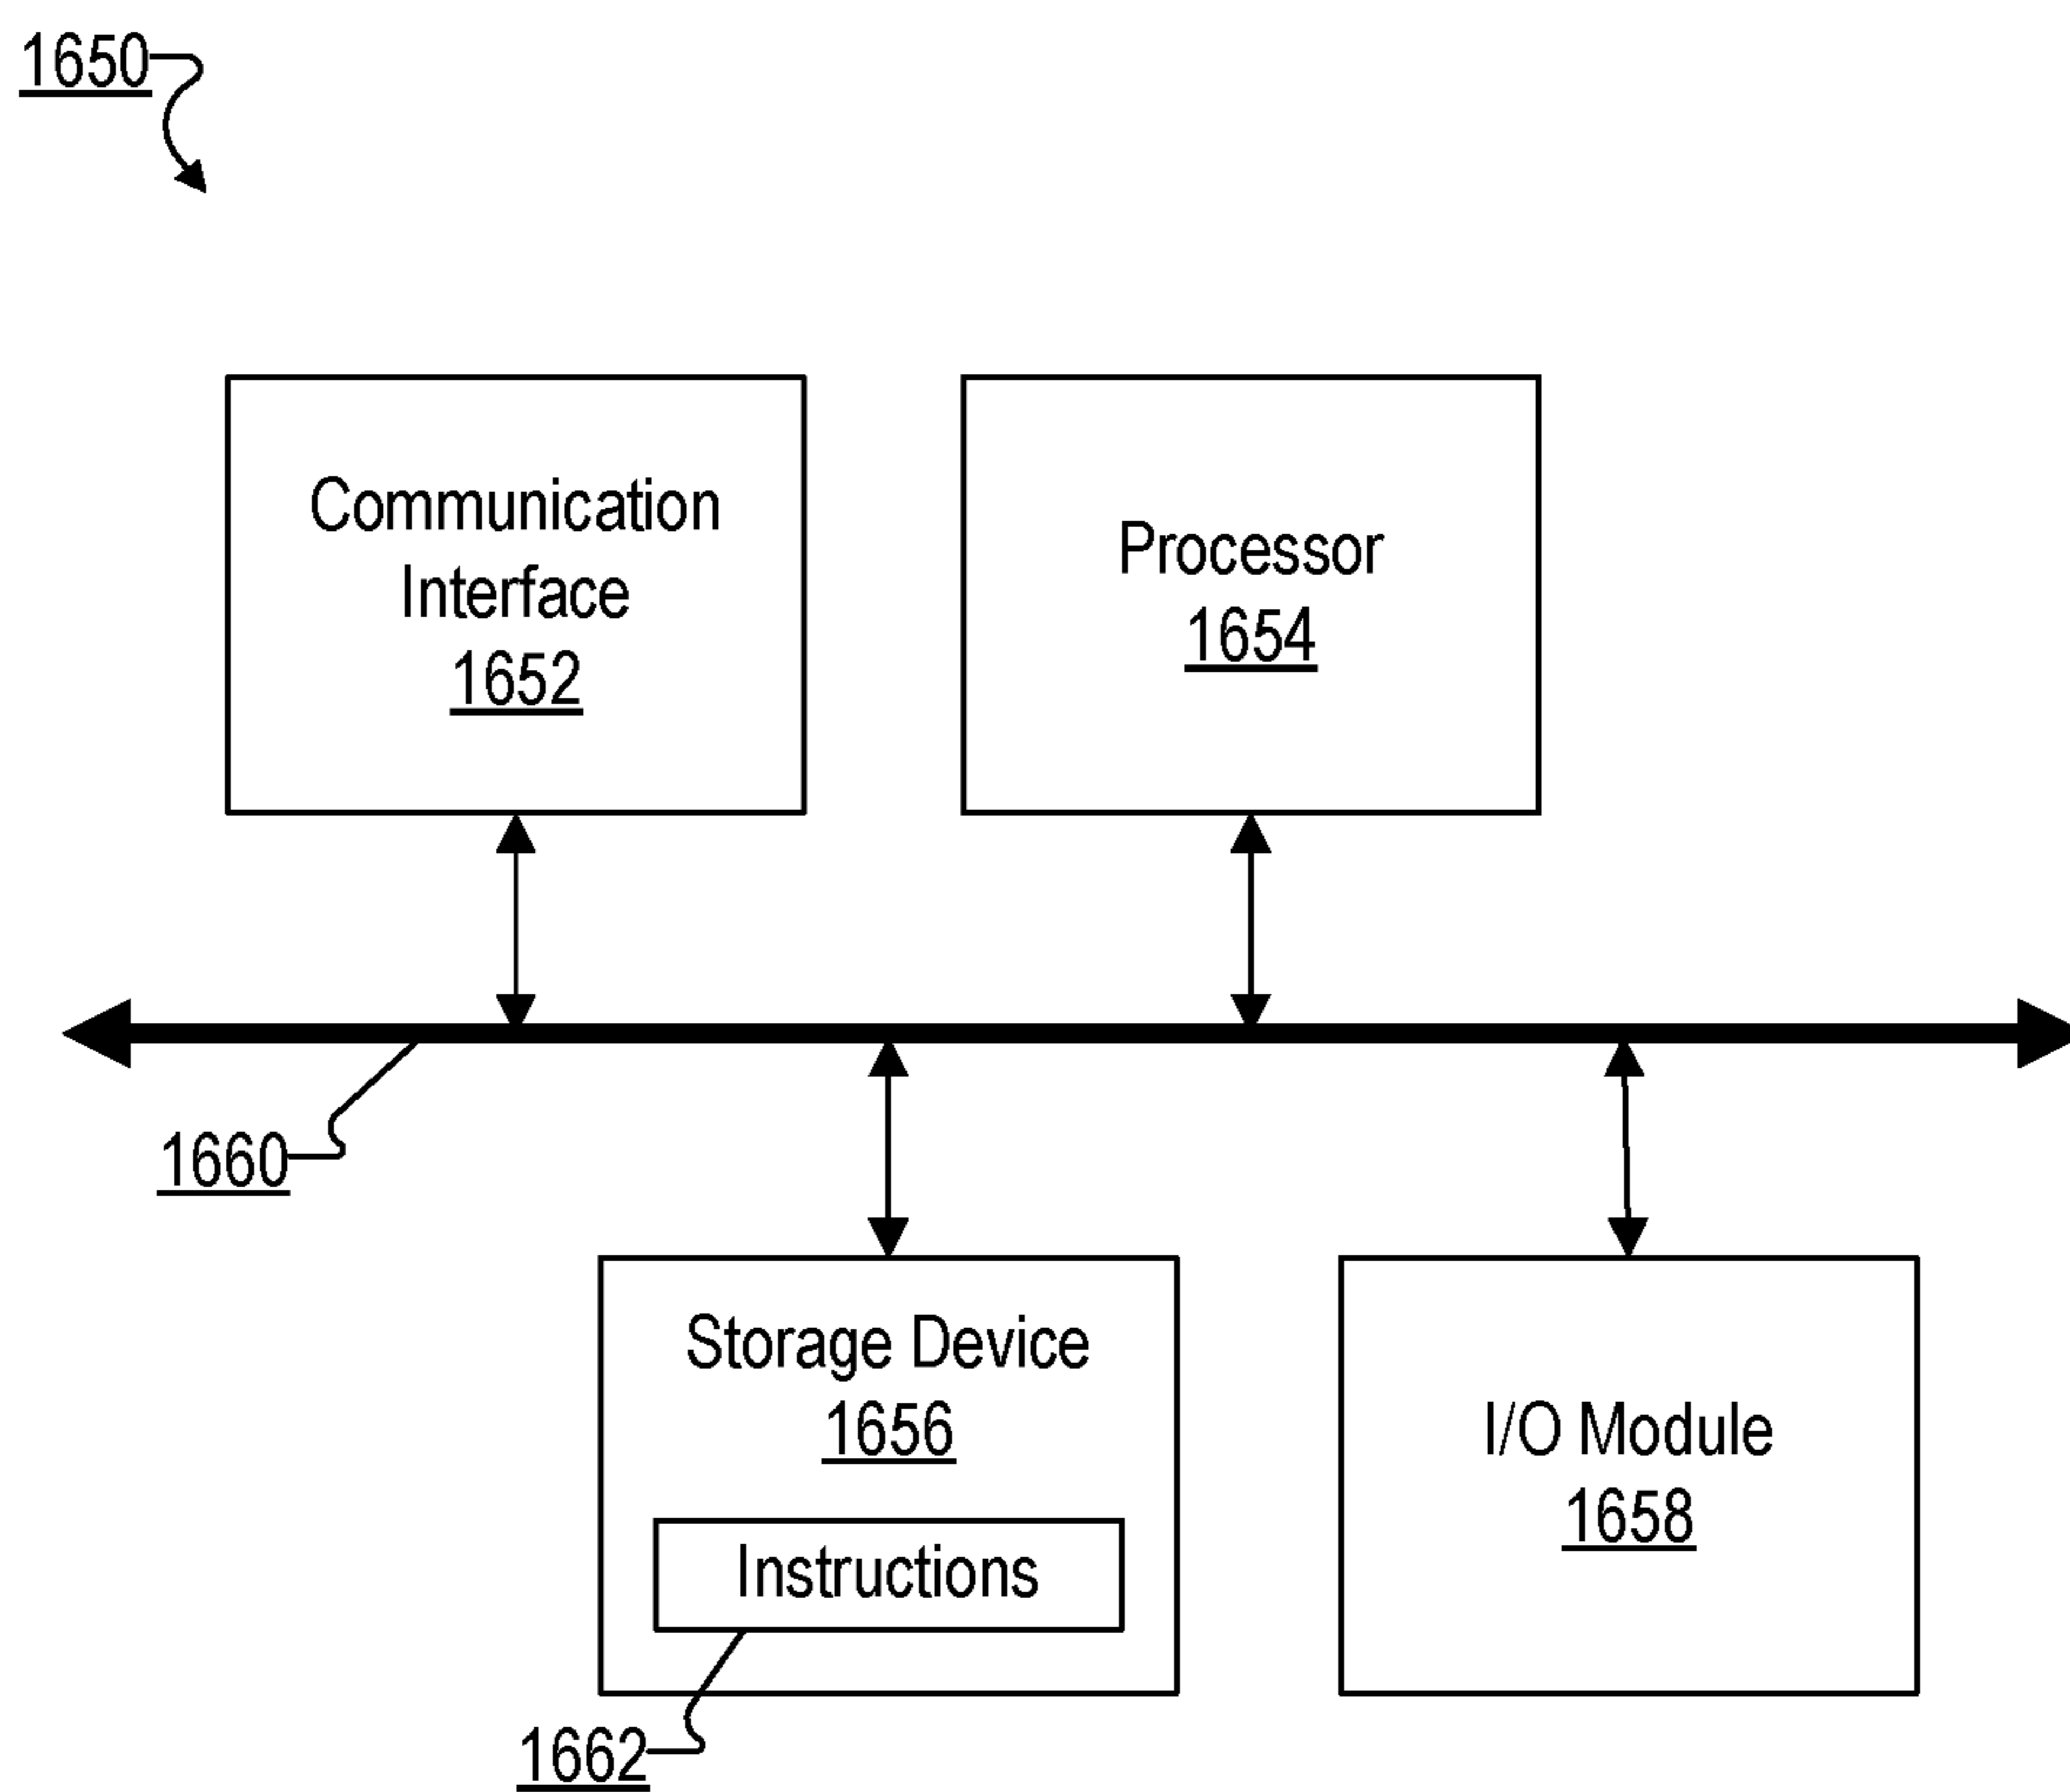 1650
Communication
Interface
1652
Processor
1654
1660
Storage Device
1656
Instructions
1662
I/O Module
1658